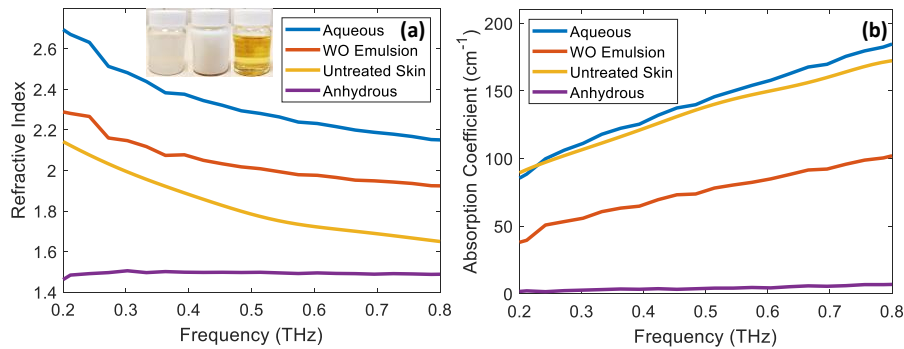 (a)
Aqueous
WO Emulsion
Untreated Skin
Anhydrous
2.6
2.4
2.2
2
1.8
1.6
1.4
0.2 0.3 0.4 0.5 0.6 0.7 0.8
Refractive Index
Frequency (THz)
(b)
Aqueous
WO Emulsion
Untreated Skin
Anhydrous
200
150
100
50
0
0.2 0.3 0.4 0.5 0.6 0.7 0.8
Absorption Coefficient (cm⁻¹)
Frequency (THz)